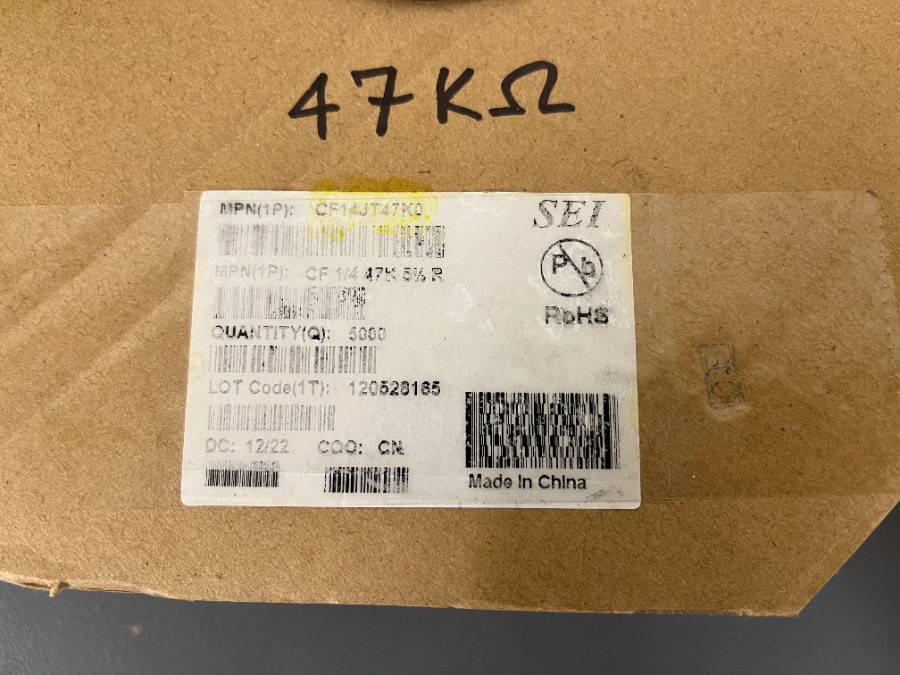 47KΩ
MPN(1P): CF14JT47K0
SEI
MPN(1P): CF 1/4 47K 5% R
Pb
RoHS
QUANTITY(Q): 5000
LOT Code(1T): 120528165
DC: 12/22 COO: CN
Made in China